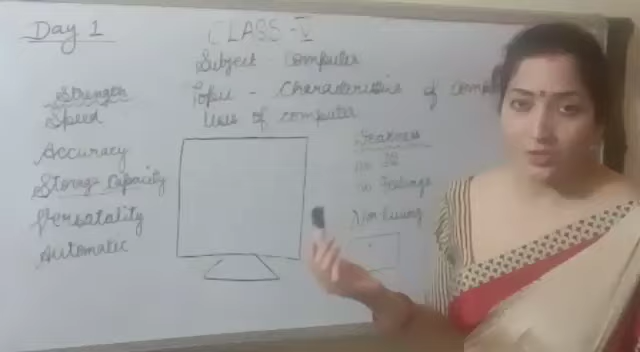 Day 1
CLASS - V
Subject - Computer
Topic - Characteristic of Comp
Uses of computer
Strength
Speed
Accuracy
Storage Capacity
Versatality
Automatic
Weakness
no IQ
no Feelings
Non living